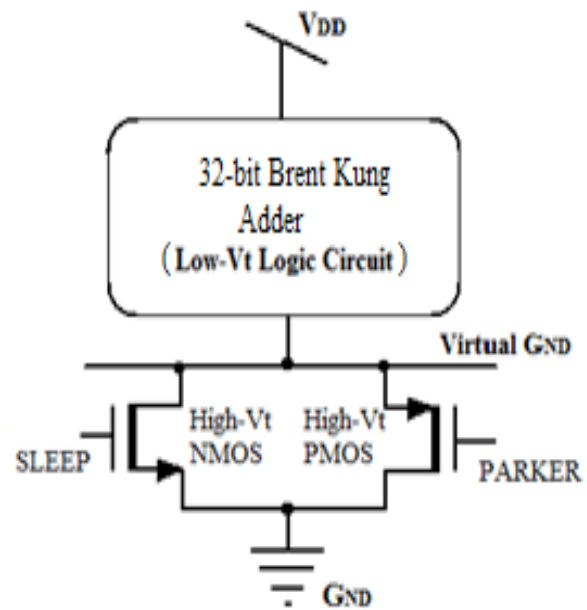 VDD
32-bit Brent Kung
Adder
(Low-Vt Logic Circuit)
Virtual GND
High-Vt
NMOS
High-Vt
PMOS
SLEEP
PARKER
GND